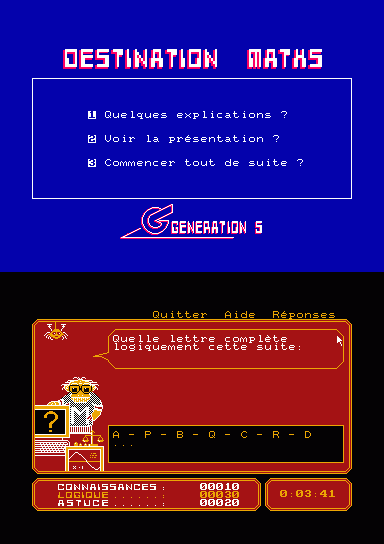 DESTINATION MATHS
1 Quelques explications ?
2 Voir la présentation ?
3 Commencer tout de suite ?
GENERATION 5
Quitter Aide Réponses
Quelle lettre complète
logiquement cette suite:
?
M
A - P - B - Q - C - R - D
...
CONNAISSANCES : 00010
LOGIQUE ...... : 00030
ASTUCE ...... : 00020
0:03:41